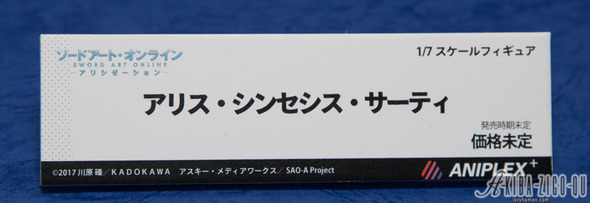 ソードアート・オンライン
SWORD ART ONLINE
アリシゼーション
1/7 スケールフィギュア
アリス・シンセシス・サーティ
発売時期未定
価格未定
©2017 川原 礫／KADOKAWA アスキー・メディアワークス／SAO-A Project
ANIPLEX+
AKIBA-ZUCO-OU